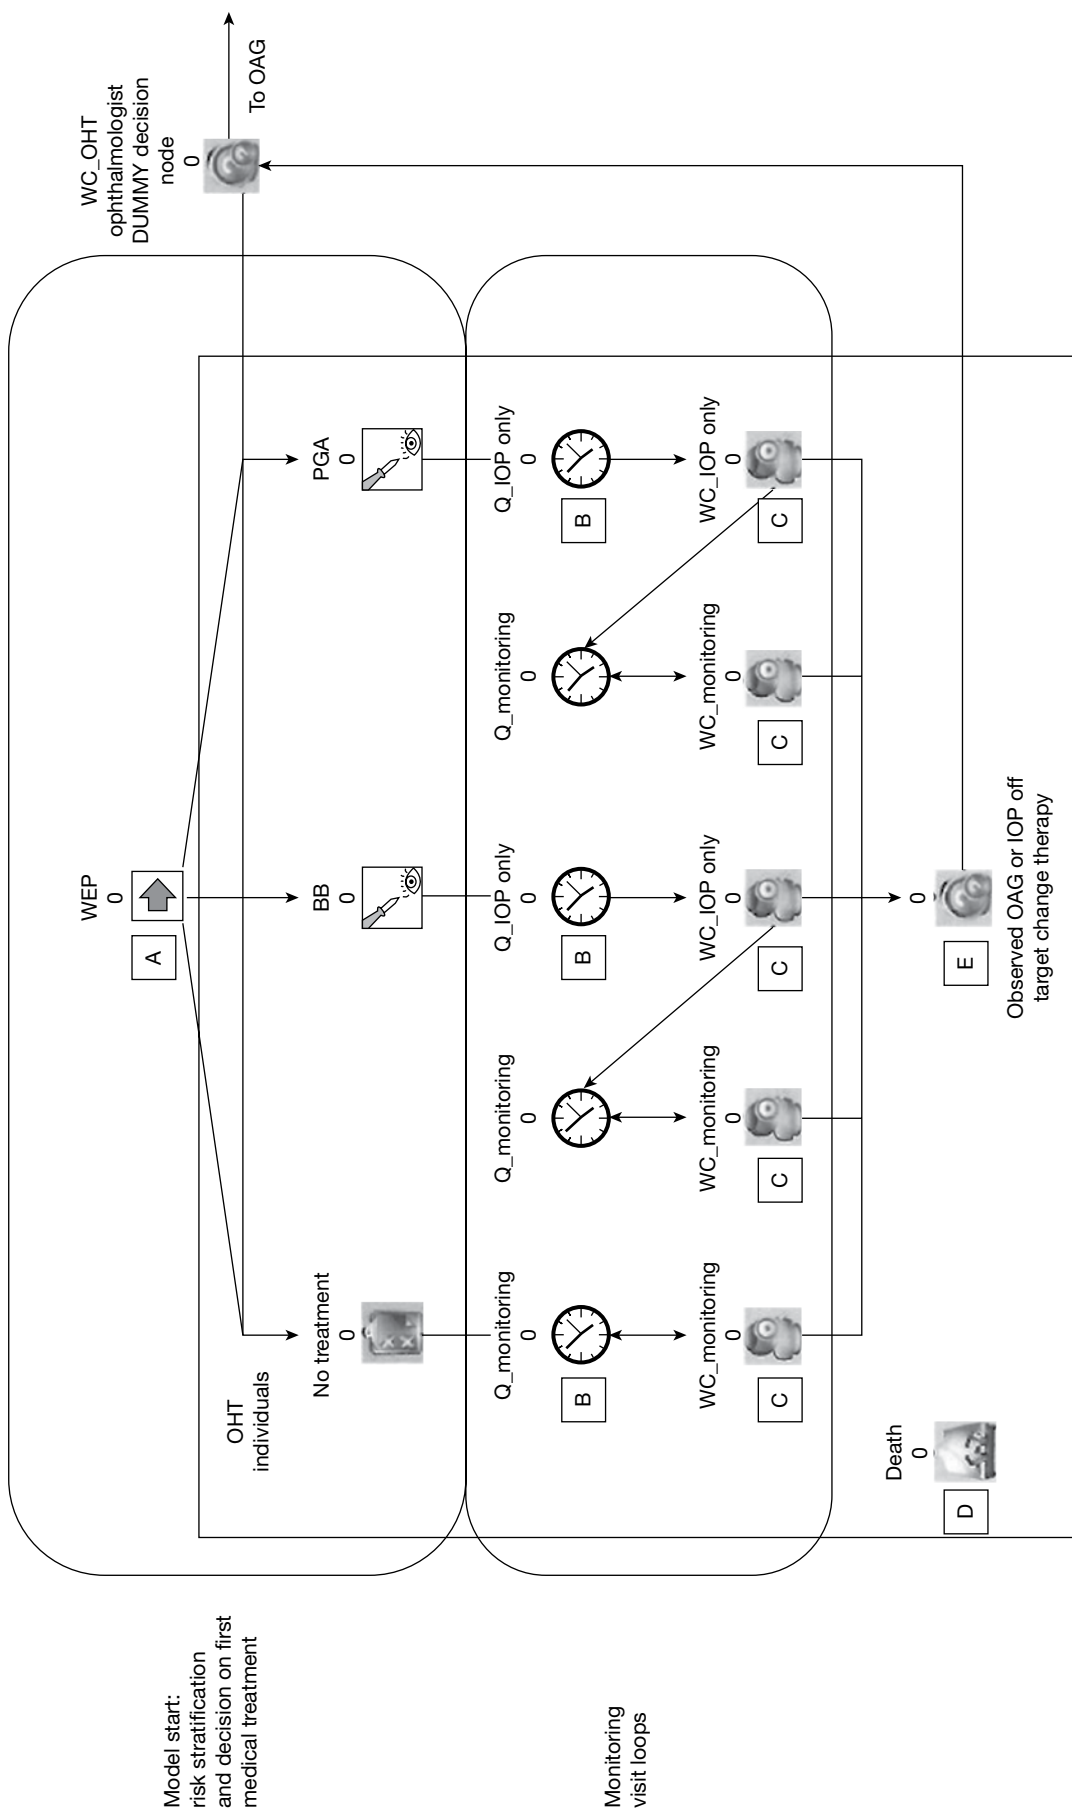 Model start:
risk stratification
and decision on first
medical treatment
WEP
0
A
WC_OHT
ophthalmologist
DUMMY decision
node
0
To OAG
OHT
individuals
No treatment
0
BB
0
PGA
0
Monitoring
visit loops
Q_monitoring
0
B
Q_monitoring
0
Q_IOP only
0
B
Q_monitoring
0
Q_IOP only
0
B
WC_monitoring
0
C
WC_monitoring
0
C
WC_IOP only
0
C
WC_monitoring
0
C
WC_IOP only
0
C
Death
0
D
0
E
Observed OAG or IOP off
target change therapy